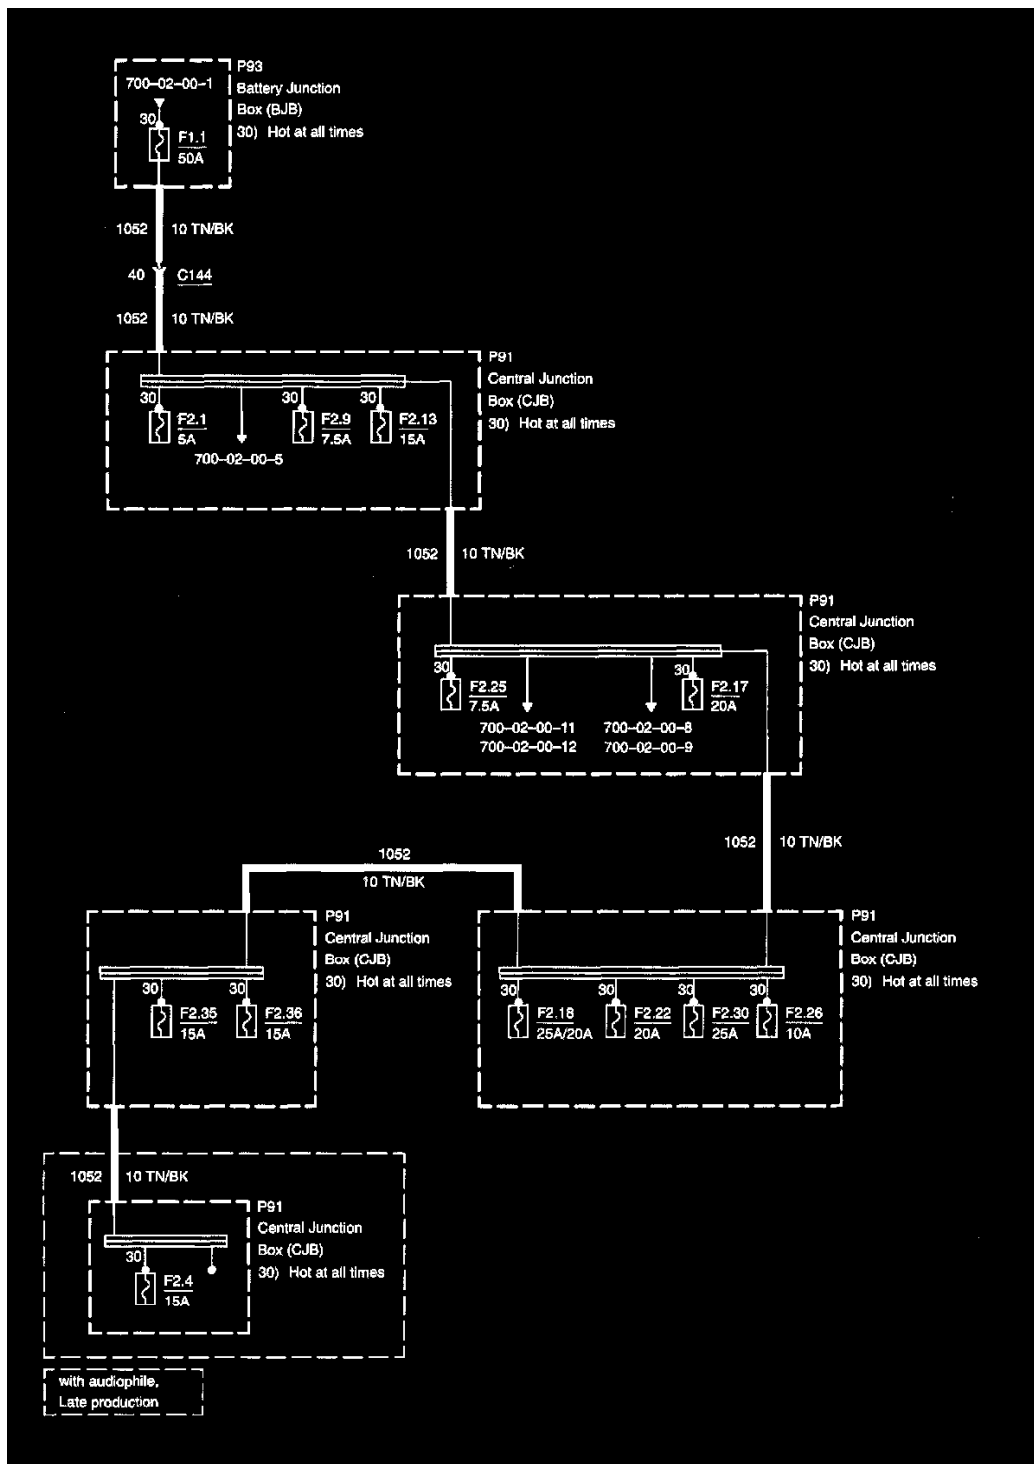 P93
700-02-00-1
Battery Junction
Box (BJB)
30) Hot at all times
30
F1.1
50A
1052 10 TN/BK
40 C144
1052 10 TN/BK
P91
Central Junction
Box (CJB)
30) Hot at all times
30 30 30
F2.1 F2.9 F2.13
5A 7.5A 15A
700-02-00-5
1052 10 TN/BK
P91
Central Junction
Box (CJB)
30) Hot at all times
30 30
F2.25 F2.17
7.5A 20A
700-02-00-11 700-02-00-8
700-02-00-12 700-02-00-9
1052 10 TN/BK
1052
10 TN/BK
P91
Central Junction
Box (CJB)
30) Hot at all times
30 30
F2.35 F2.36
15A 15A
P91
Central Junction
Box (CJB)
30) Hot at all times
30 30 30 30
F2.18 F2.22 F2.30 F2.26
25A/20A 20A 25A 10A
1052 10 TN/BK
P91
Central Junction
Box (CJB)
30) Hot at all times
30
F2.4
15A
with audiophile,
Late production